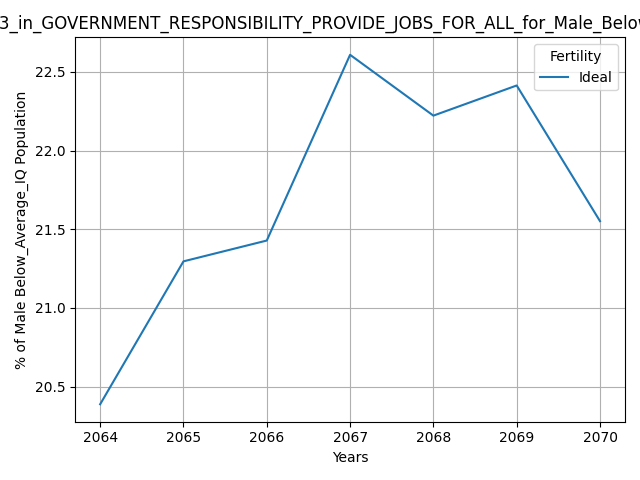 3_in_GOVERNMENT_RESPONSIBILITY_PROVIDE_JOBS_FOR_ALL_for_Male_Below
Fertility
Ideal
22.5
22.0
21.5
21.0
20.5
% of Male Below_Average_IQ Population
2064 2065 2066 2067 2068 2069 2070
Years